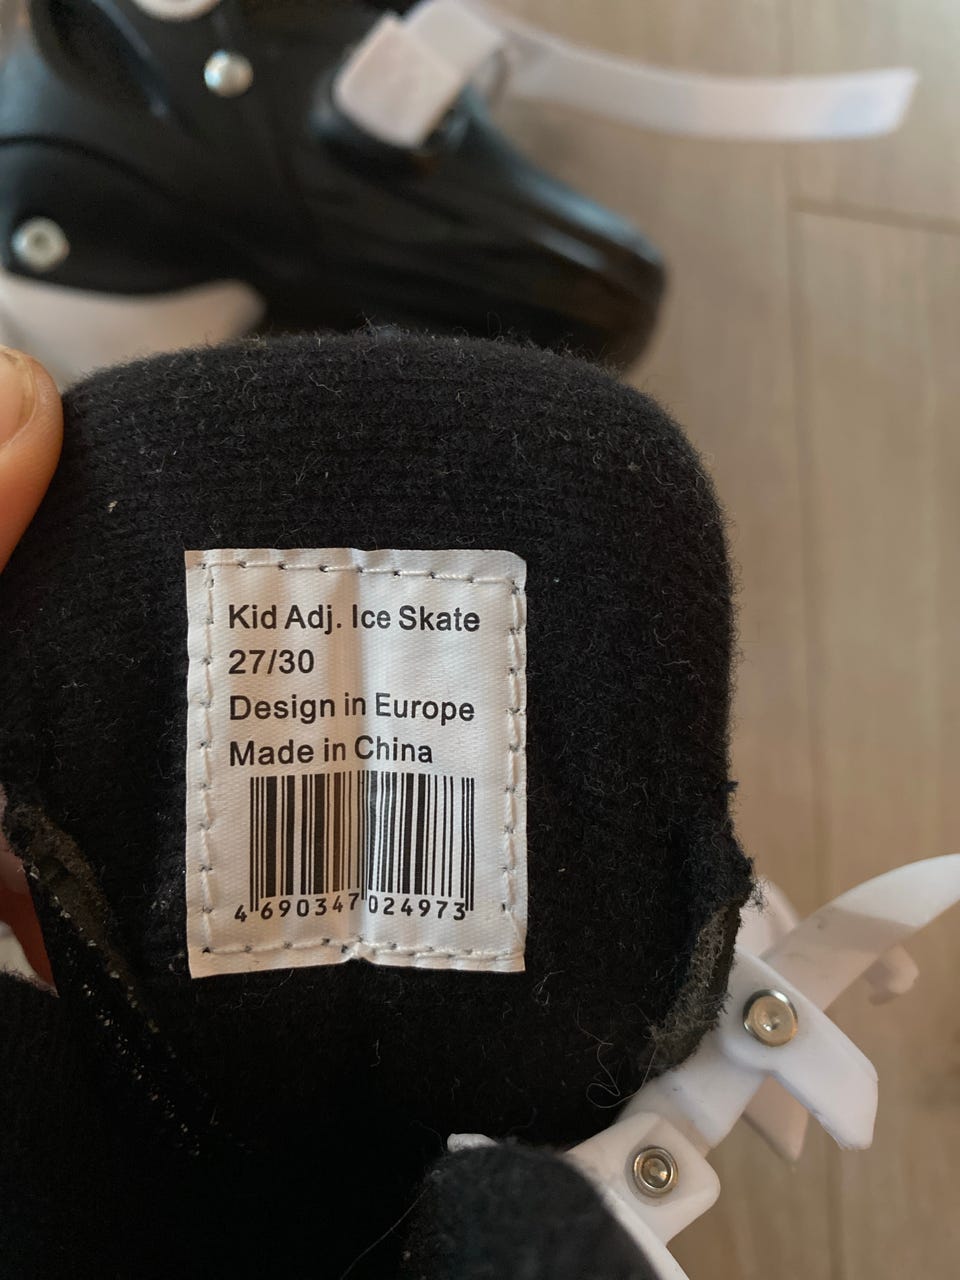 Kid Adj. Ice Skate
27/30
Design in Europe
Made in China
4 690347 024973